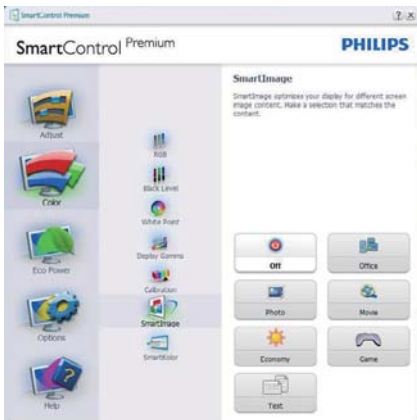 SmartControl Premium
SmartControl Premium
PHILIPS
SmartImage
SmartImage optimizes your display for different screen
image content. Make a selection that matches the
content.
Adjust
Color
Eco Power
Options
Help
RGB
Black Level
White Point
Display Gamma
Calibration
SmartImage
SmartKolor
Off
Office
Photo
Movie
Economy
Game
Text